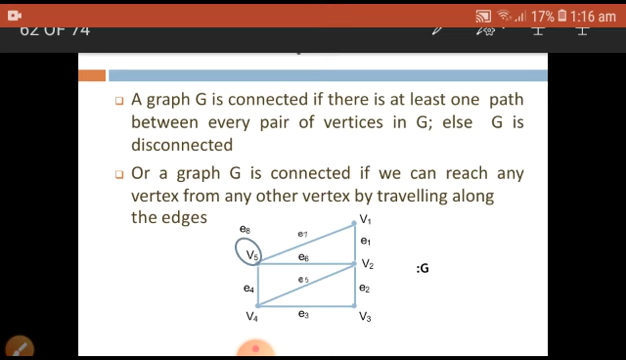 17% 1:16 am
62 OF 74
A graph G is connected if there is at least one path
between every pair of vertices in G; else G is
disconnected
Or a graph G is connected if we can reach any
vertex from any other vertex by travelling along
the edges
e8
V1
e7
e1
V5
e6
V2
:G
e5
e4
e2
V4
e3
V3